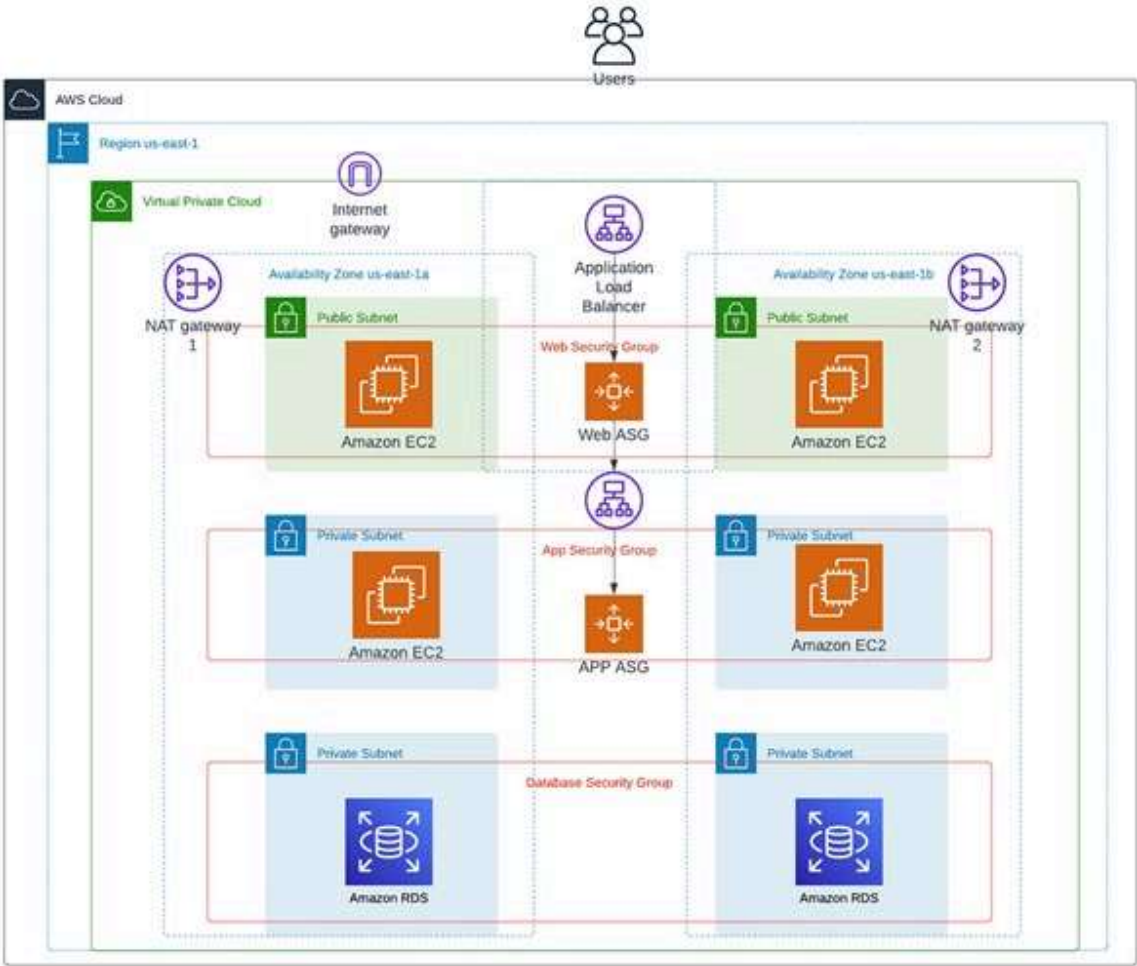 Users
AWS Cloud
Region us-east-1
Virtual Private Cloud
Internet
gateway
Application
Load
Balancer
Availability Zone us-east-1a
Availability Zone us-east-1b
NAT gateway
1
Public Subnet
Public Subnet
NAT gateway
2
Web Security Group
Amazon EC2
Web ASG
Amazon EC2
Private Subnet
Private Subnet
App Security Group
Amazon EC2
APP ASG
Amazon EC2
Private Subnet
Private Subnet
Database Security Group
Amazon RDS
Amazon RDS